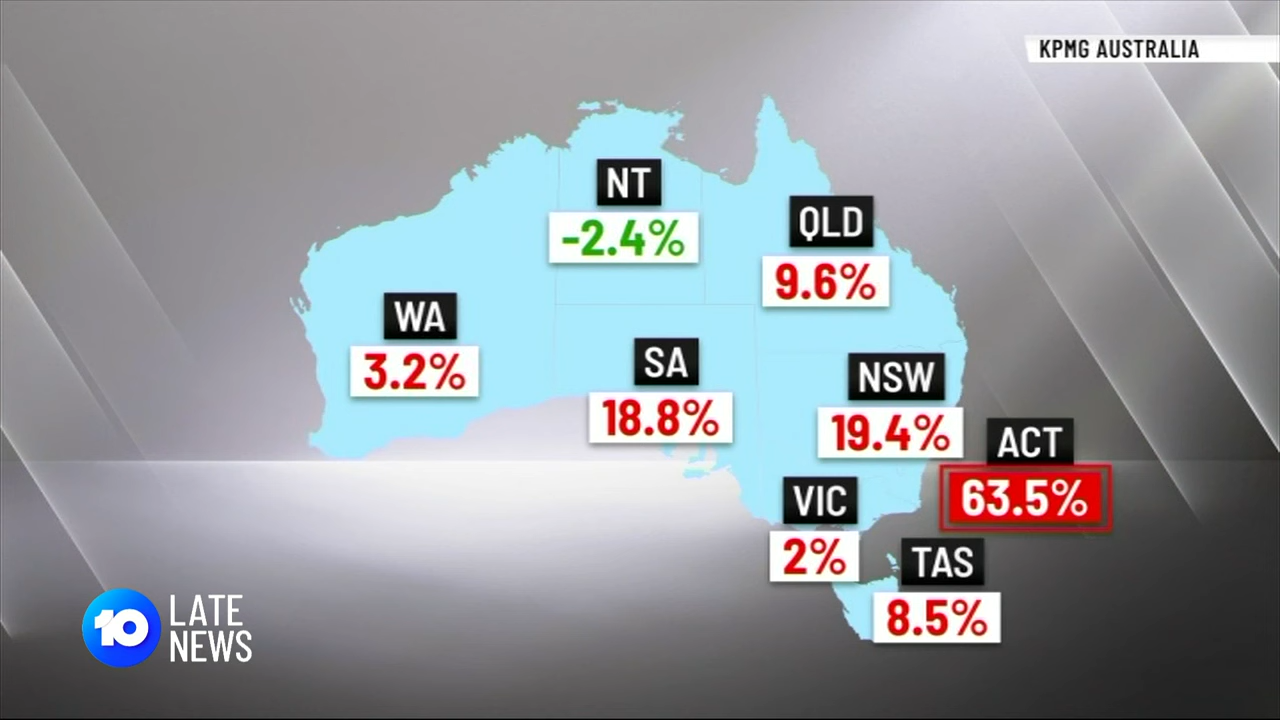 KPMG AUSTRALIA
NT
-2.4%
QLD
9.6%
WA
3.2%
SA
18.8%
NSW
19.4%
ACT
63.5%
VIC
2%
TAS
8.5%
10
LATE
NEWS